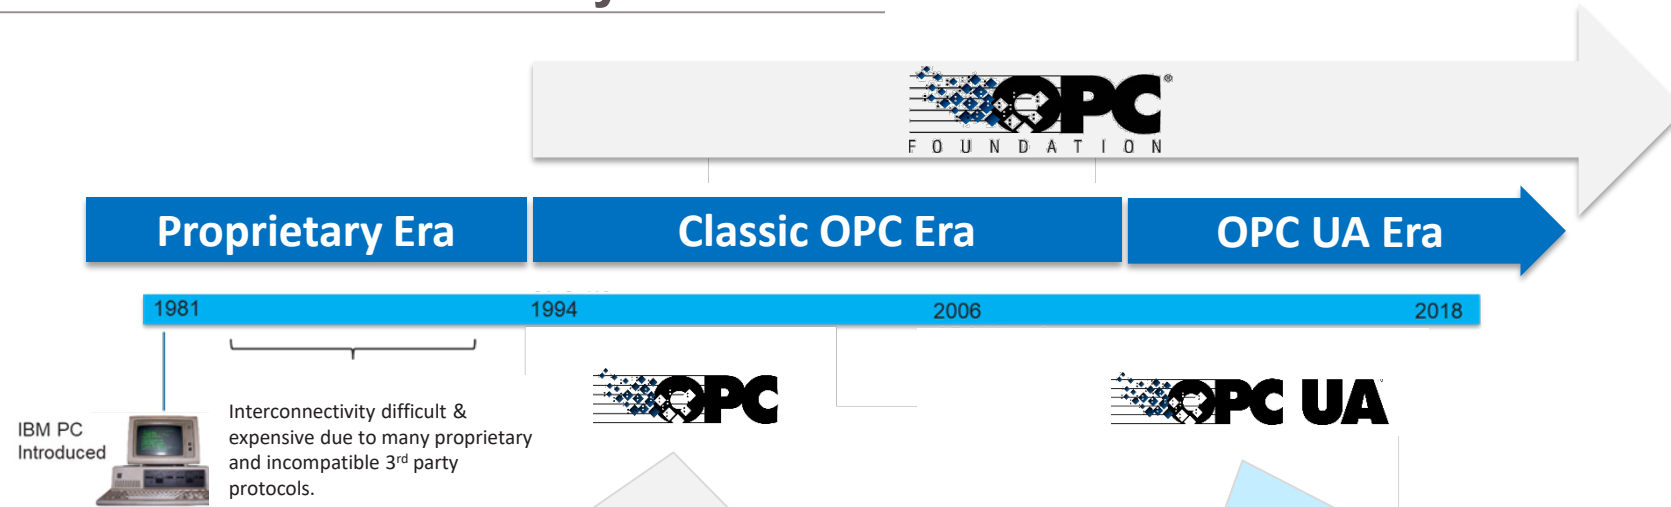 OPC®
FOUNDATION
Proprietary Era
Classic OPC Era
OPC UA Era
1981
1994
2006
2018
OPC
OPC UA
IBM PC
Introduced
Interconnectivity difficult &
expensive due to many proprietary
and incompatible 3rd party
protocols.